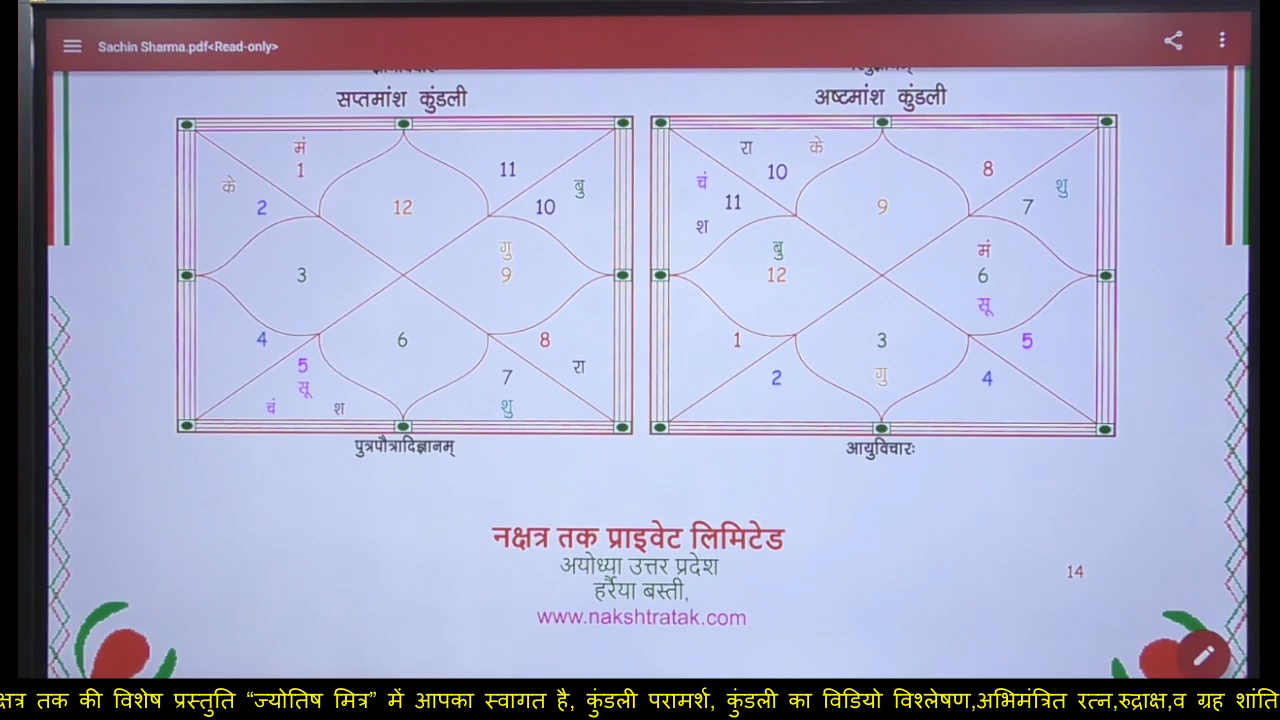 Sachin Sharma.pdf<Read-only>
सप्तमांश कुंडली
मं
1
11
के
बु
2
12
10
गु
3
9
4
6
8
5
रा
सू
7
चं
श
शु
पुत्रपौत्रादिज्ञानम्
अष्टमांश कुंडली
रा
के
10
8
चं
शु
11
9
7
श
बु
मं
12
6
सू
1
3
5
2
गु
4
आयुविचारः
नक्षत्र तक प्राइवेट लिमिटेड
अयोध्या उत्तर प्रदेश
हर्रैया बस्ती,
www.nakshtratak.com
14
क्षत्र तक की विशेष प्रस्तुति “ज्योतिष मित्र” में आपका स्वागत है, कुंडली परामर्श, कुंडली का विडियो विश्लेषण,अभिमंत्रित रत्न,रुद्राक्ष,व ग्रह शांति